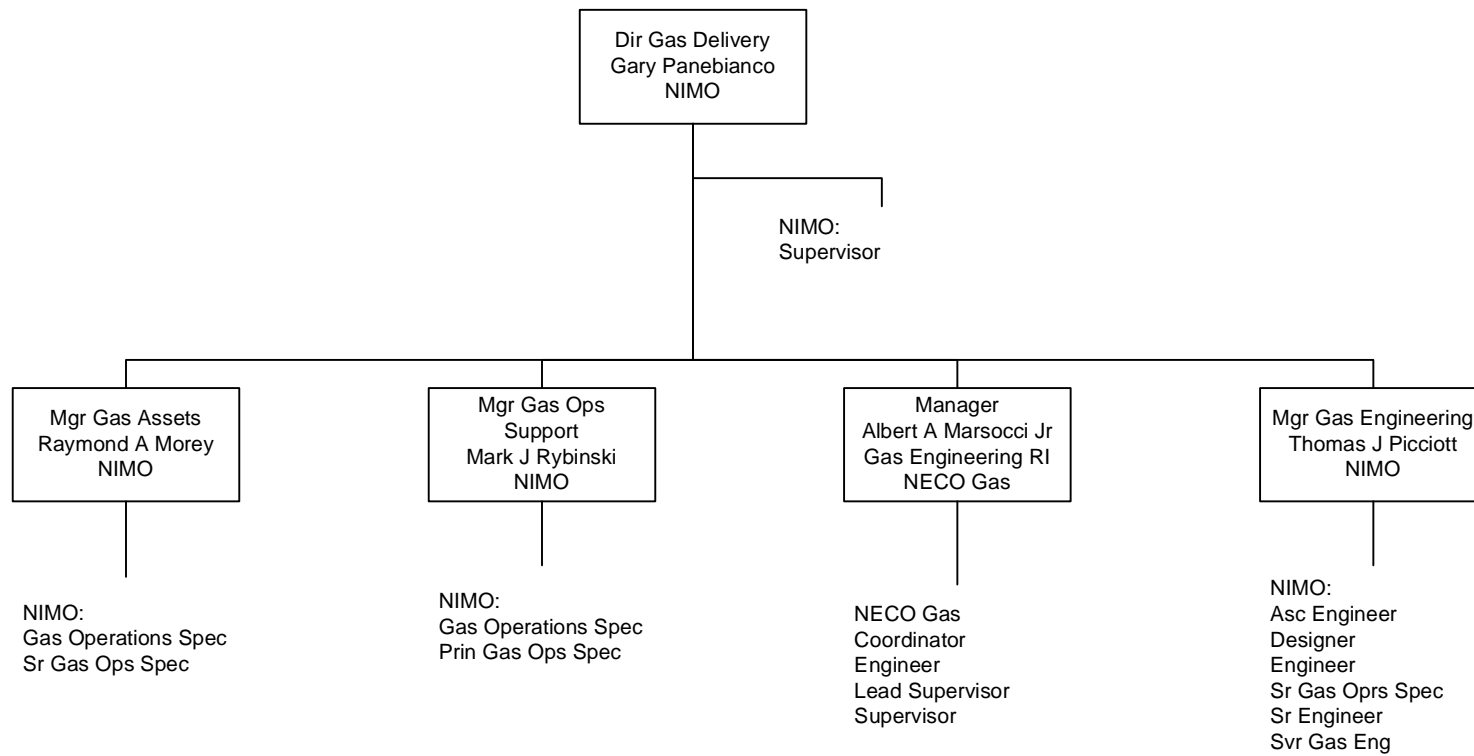 Dir Gas Delivery
Gary Panebianco
NIMO
NIMO:
Supervisor
Mgr Gas Assets
Raymond A Morey
NIMO
Mgr Gas Ops
Support
Mark J Rybinski
NIMO
Manager
Albert A Marsocci Jr
Gas Engineering RI
NECO Gas
Mgr Gas Engineering
Thomas J Picciott
NIMO
NIMO:
Gas Operations Spec
Sr Gas Ops Spec
NIMO:
Gas Operations Spec
Prin Gas Ops Spec
NECO Gas
Coordinator
Engineer
Lead Supervisor
Supervisor
NIMO:
Asc Engineer
Designer
Engineer
Sr Gas Oprs Spec
Sr Engineer
Svr Gas Eng